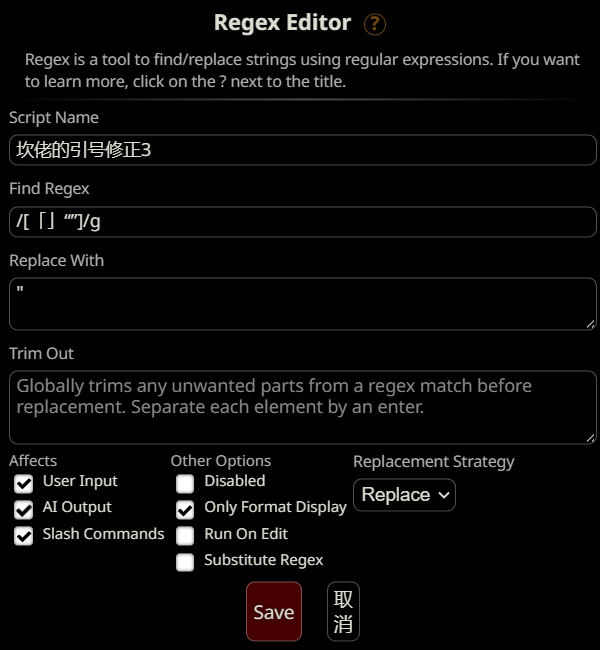 Regex Editor ?
Regex is a tool to find/replace strings using regular expressions. If you want
to learn more, click on the ? next to the title.
Script Name
坎佬的引号修正3
Find Regex
/[「」“”]/g
Replace With
"
Trim Out
Globally trims any unwanted parts from a regex match before
replacement. Separate each element by an enter.
Affects
User Input
AI Output
Slash Commands
Other Options
Disabled
Only Format Display
Run On Edit
Substitute Regex
Replacement Strategy
Replace
Save
取
消